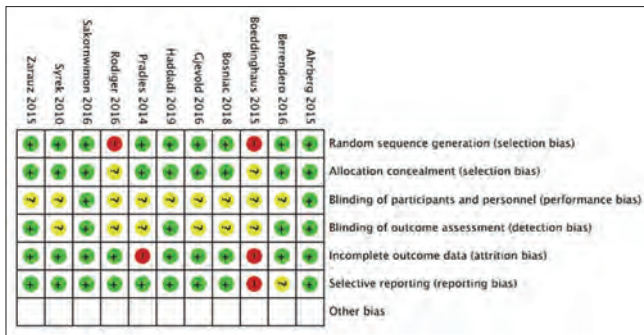 Zarauz 2015
Syrek 2010
Sakornwimon 2016
Rodiger 2016
Pradies 2014
Haddadi 2019
Gjevold 2016
Bosniac 2018
Boeddinghaus 2015
Berrendero 2016
Ahrberg 2015
+ + + - + + + + - + + Random sequence generation (selection bias)
+ + + ? + + + + ? + + Allocation concealment (selection bias)
? ? + ? ? ? ? ? ? + + Blinding of participants and personnel (performance bias)
+ ? + ? ? + ? ? ? + + Blinding of outcome assessment (detection bias)
+ + + + - + + + - + + Incomplete outcome data (attrition bias)
+ + + + + + + + - ? + Selective reporting (reporting bias)
Other bias